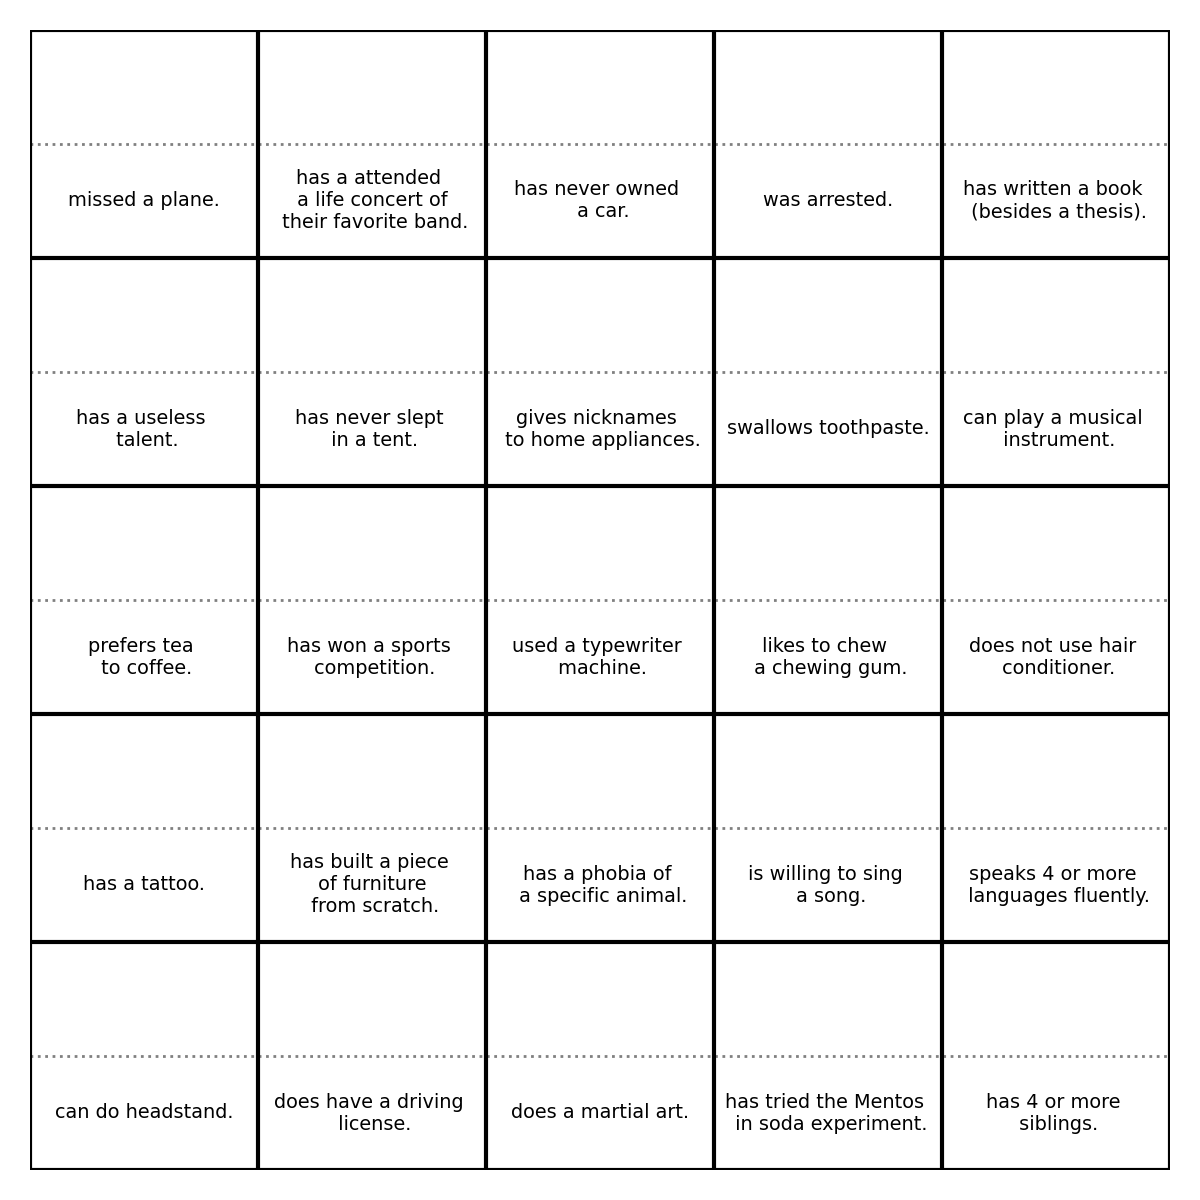 missed a plane.
has a attended
a life concert of
their favorite band.
has never owned
a car.
was arrested.
has written a book
(besides a thesis).
has a useless
talent.
has never slept
in a tent.
gives nicknames
to home appliances.
swallows toothpaste.
can play a musical
instrument.
prefers tea
to coffee.
has won a sports
competition.
used a typewriter
machine.
likes to chew
a chewing gum.
does not use hair
conditioner.
has a tattoo.
has built a piece
of furniture
from scratch.
has a phobia of
a specific animal.
is willing to sing
a song.
speaks 4 or more
languages fluently.
can do headstand.
does have a driving
license.
does a martial art.
has tried the Mentos
in soda experiment.
has 4 or more
siblings.